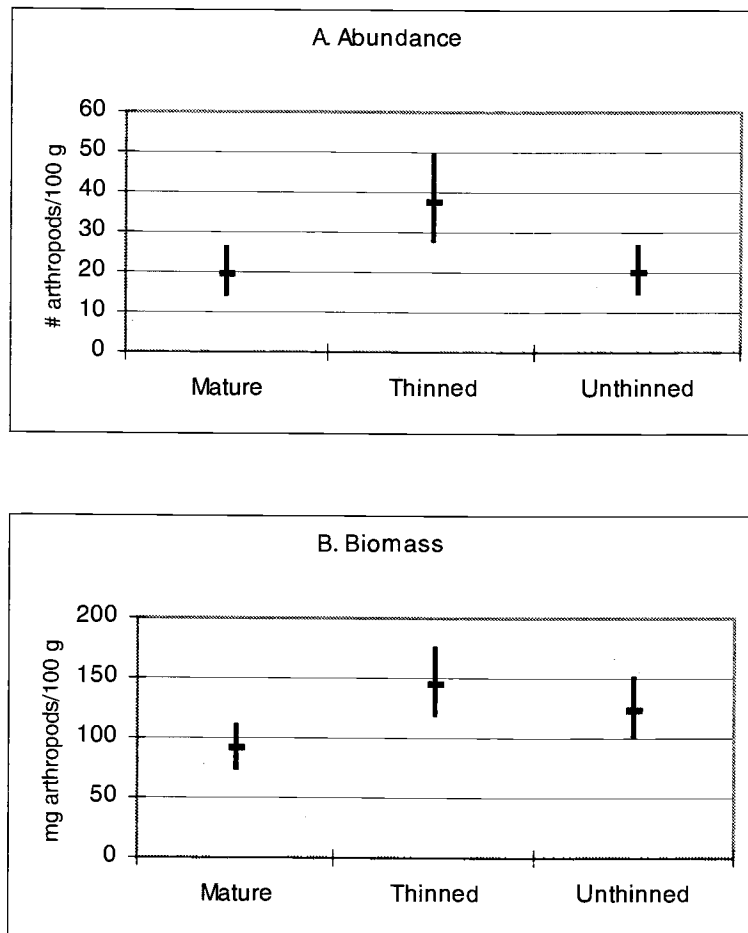 A. Abundance
# arthropods/100 g
60
50
40
30
20
10
0
Mature Thinned Unthinned
B. Biomass
mg arthropods/100 g
200
150
100
50
0
Mature Thinned Unthinned